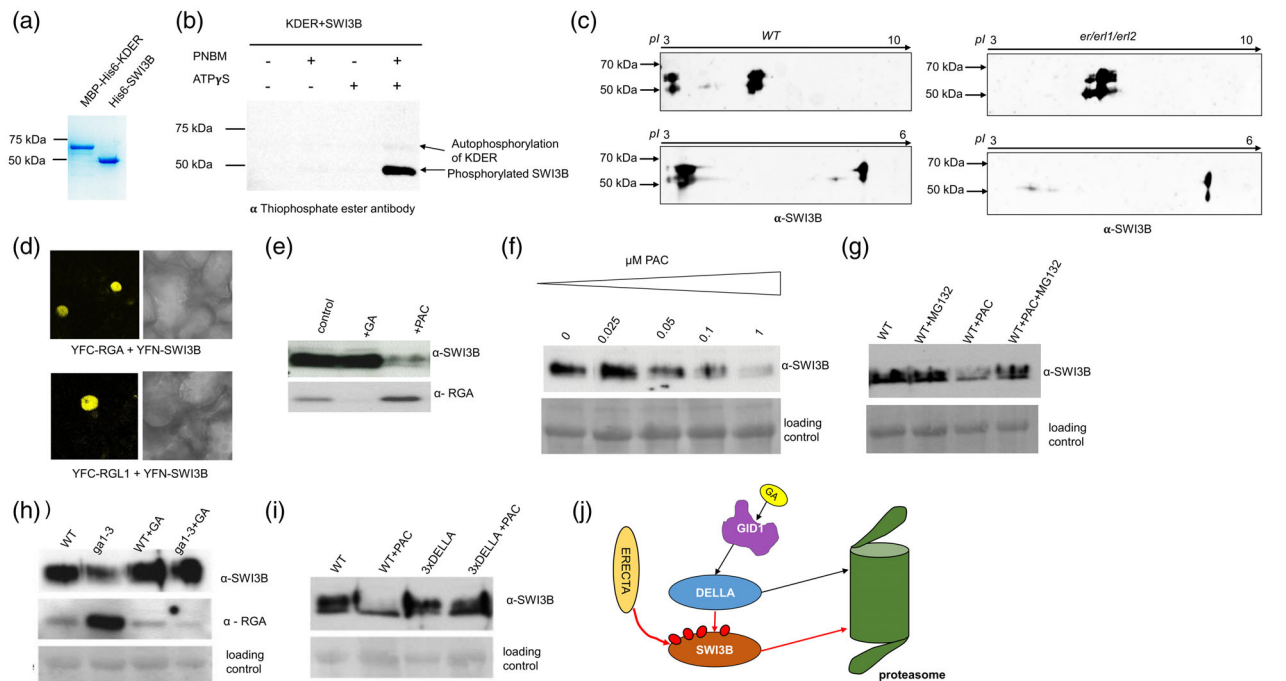 (a)
MBP-His6-KDER
His6-SWI3B
75 kDa
50 kDa
(b)
KDER+SWI3B
PNBM - + - +
ATPγS - - + +
75 kDa
50 kDa
Autophosphorylation
of KDER
Phosphorylated SWI3B
α Thiophosphate ester antibody
(c)
pI 3 WT 10
70 kDa
50 kDa
pI 3 er/erl1/erl2 10
70 kDa
50 kDa
pI 3 6
70 kDa
50 kDa
α-SWI3B
pI 3 6
70 kDa
50 kDa
α-SWI3B
(d)
YFC-RGA + YFN-SWI3B
YFC-RGL1 + YFN-SWI3B
(e)
control
+GA
+PAC
α-SWI3B
α- RGA
(f)
µM PAC
0
0.025
0.05
0.1
1
α-SWI3B
loading
control
(g)
WT
WT+MG132
WT+PAC
WT+PAC+MG132
α-SWI3B
loading
control
(h)
)
WT
ga1-3
WT+GA
ga1-3+GA
α-SWI3B
α - RGA
loading
control
(i)
WT
WT+PAC
3xDELLA
3xDELLA +PAC
α-SWI3B
loading
control
(j)
GA
GID1
ERECTA
DELLA
SWI3B
proteasome